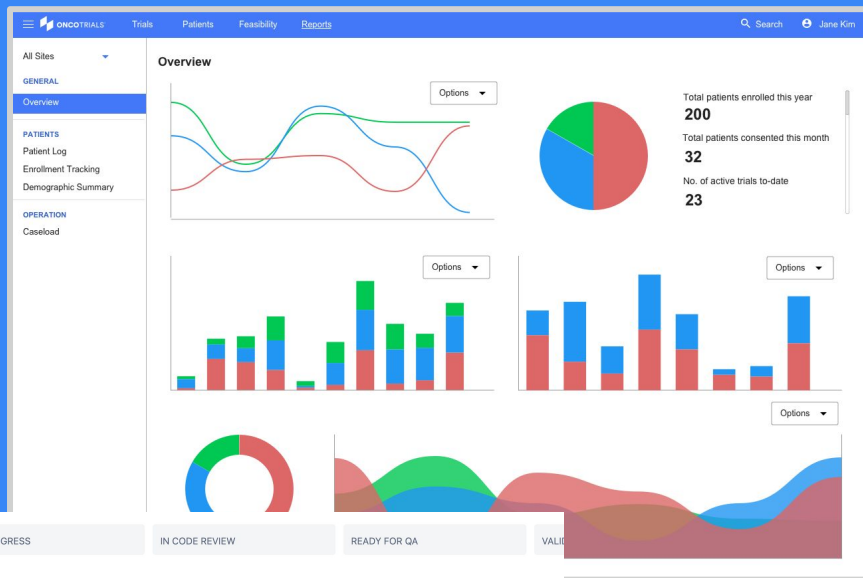 ONCOTRIALS Trials Patients Feasibility Reports Search Jane Kim
All Sites
GENERAL
Overview
PATIENTS
Patient Log
Enrollment Tracking
Demographic Summary
OPERATION
Caseload
Overview
Options
Total patients enrolled this year
200
Total patients consented this month
32
No. of active trials to-date
23
Options
Options
Options
GRESS IN CODE REVIEW READY FOR QA VALI